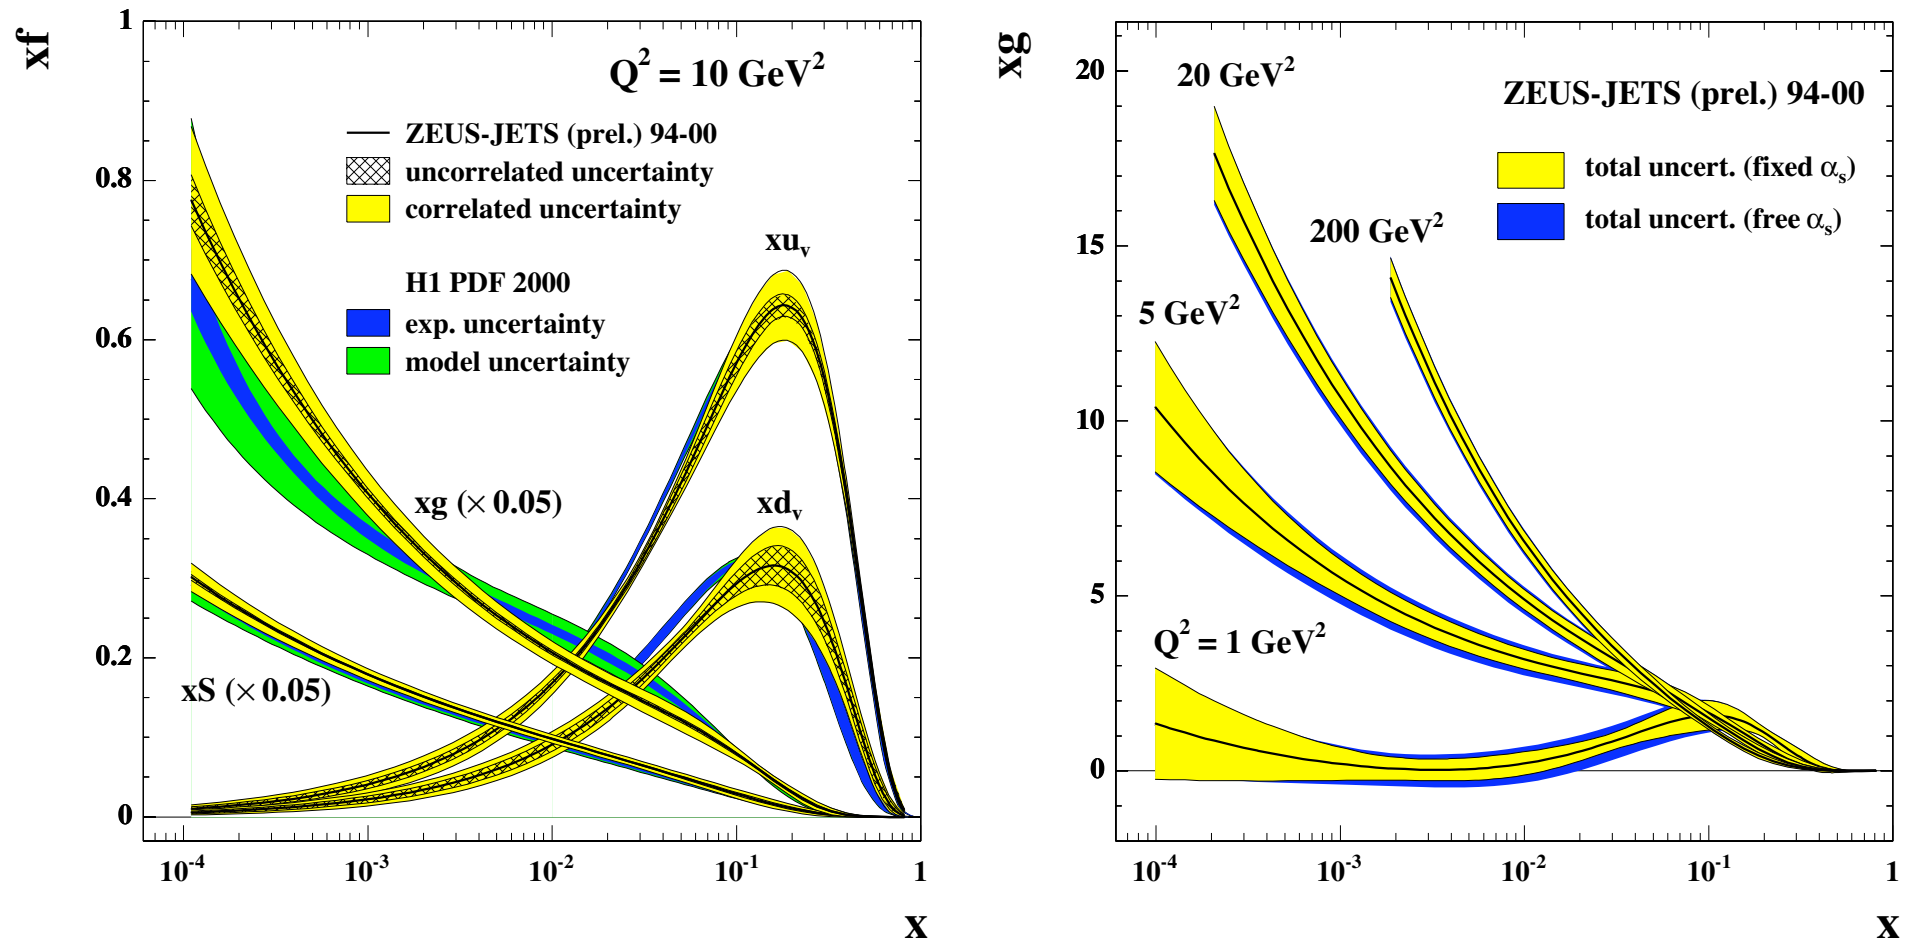 xf
1
0.8
0.6
0.4
0.2
0
Q² = 10 GeV²
ZEUS-JETS (prel.) 94-00
uncorrelated uncertainty
correlated uncertainty
H1 PDF 2000
exp. uncertainty
model uncertainty
xuᵥ
xdᵥ
xg (× 0.05)
xS (× 0.05)
10⁻⁴ 10⁻³ 10⁻² 10⁻¹ 1
x
xg
20
15
10
5
0
20 GeV²
ZEUS-JETS (prel.) 94-00
total uncert. (fixed αₛ)
total uncert. (free αₛ)
200 GeV²
5 GeV²
Q² = 1 GeV²
10⁻⁴ 10⁻³ 10⁻² 10⁻¹ 1
x